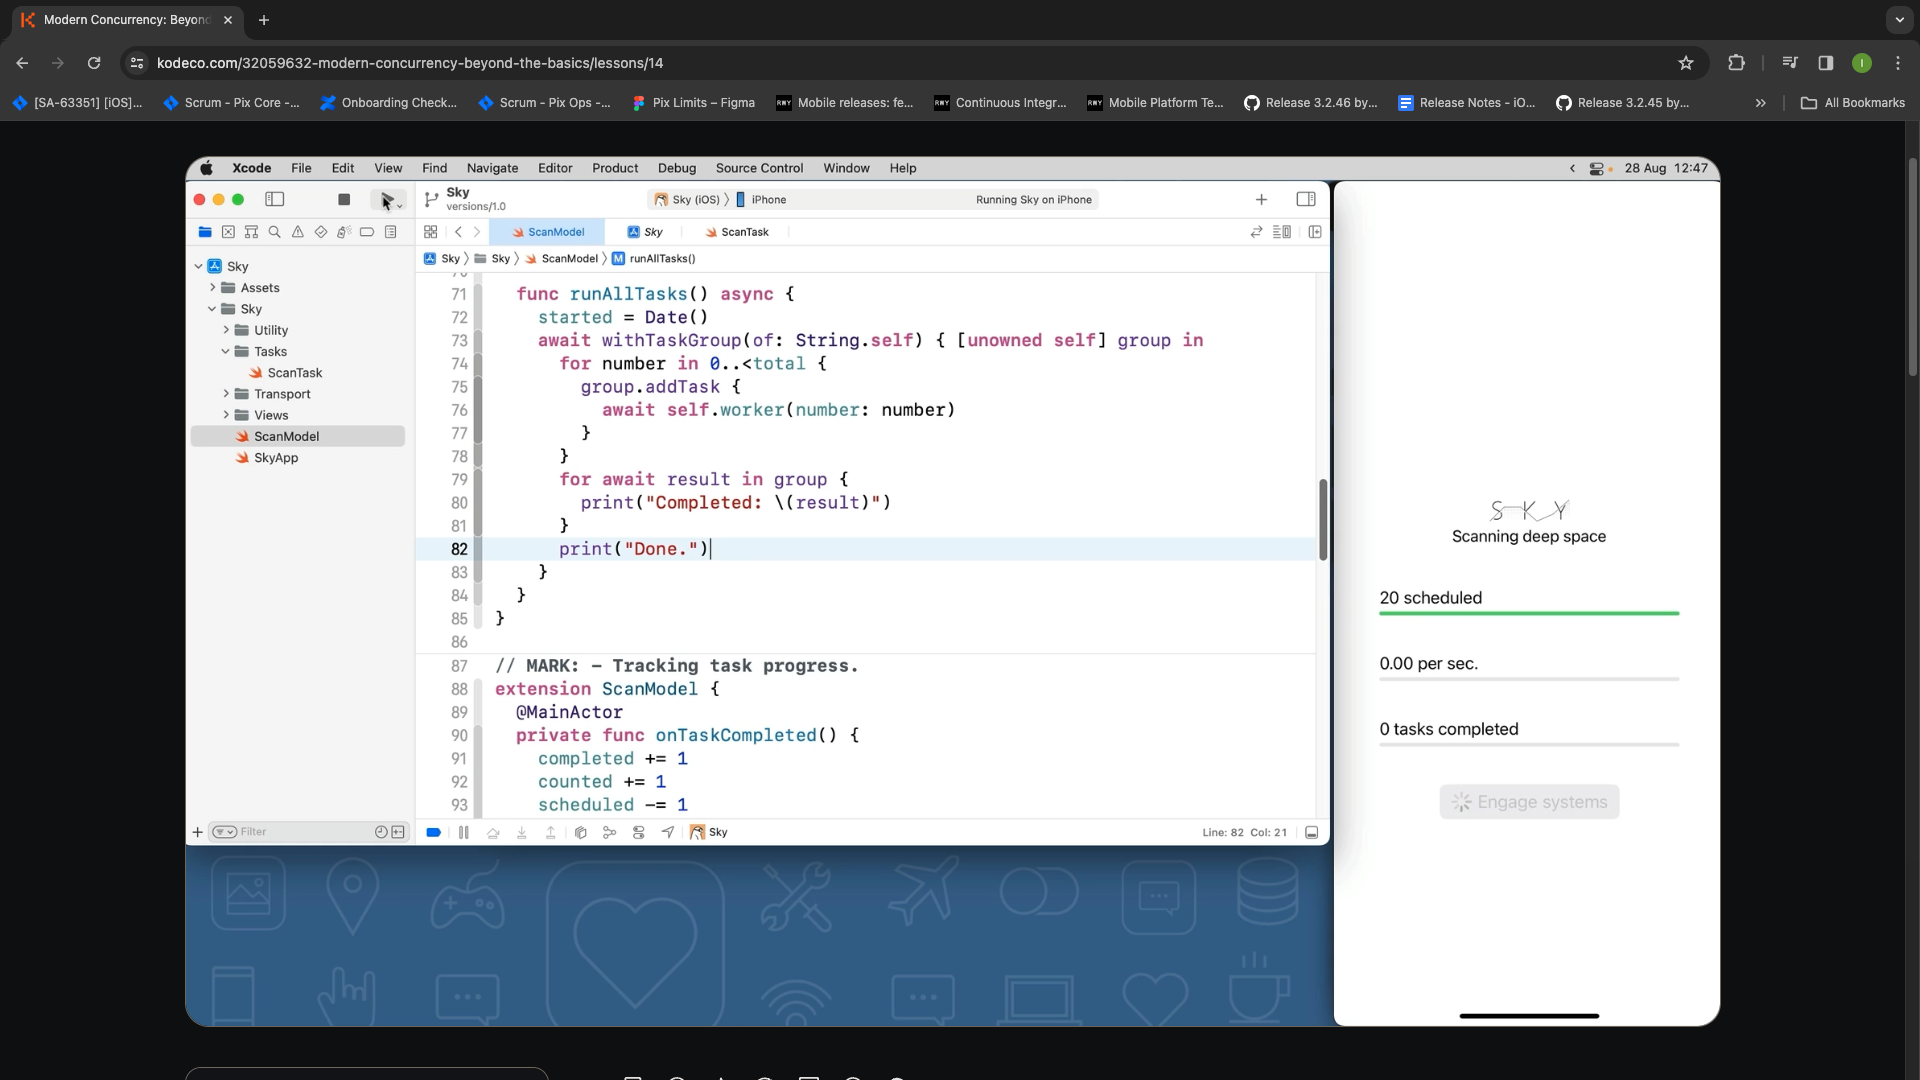 Modern Concurrency: Beyon
kodeco.com/32059632-modern-concurrency-beyond-the-basics/lessons/14
I
[SA-63351] [iOS]...
Scrum - Pix Core -...
Onboarding Check...
Scrum - Pix Ops -...
Pix Limits – Figma
Mobile releases: fe...
Continuous Integr...
Mobile Platform Te...
Release 3.2.46 by...
Release Notes - iO...
Release 3.2.45 by...
All Bookmarks
Xcode File Edit View Find Navigate Editor Product Debug Source Control Window Help
28 Aug 12:47
Sky
versions/1.0
Sky (iOS) 〉 iPhone
Running Sky on iPhone
ScanModel
Sky
ScanTask
Sky 〉 Sky 〉 ScanModel 〉 M runAllTasks()
Sky
Assets
Sky
Utility
Tasks
ScanTask
Transport
Views
ScanModel
SkyApp
Filter
70
71 func runAllTasks() async {
72 started = Date()
73 await withTaskGroup(of: String.self) { [unowned self] group in
74 for number in 0..<total {
75 group.addTask {
76 await self.worker(number: number)
77 }
78 }
79 for await result in group {
80 print("Completed: \(result)")
81 }
82 print("Done.")
83 }
84 }
85 }
86
87 // MARK: – Tracking task progress.
88 extension ScanModel {
89 @MainActor
90 private func onTaskCompleted() {
91 completed += 1
92 counted += 1
93 scheduled -= 1
Sky
Line: 82 Col: 21
S K Y
Scanning deep space
20 scheduled
0.00 per sec.
0 tasks completed
Engage systems